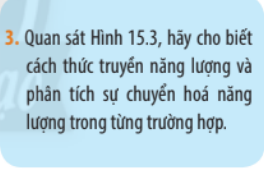 3. Quan sát Hình 15.3, hãy cho biết
cách thức truyền năng lượng và
phân tích sự chuyển hoá năng
lượng trong từng trường hợp.